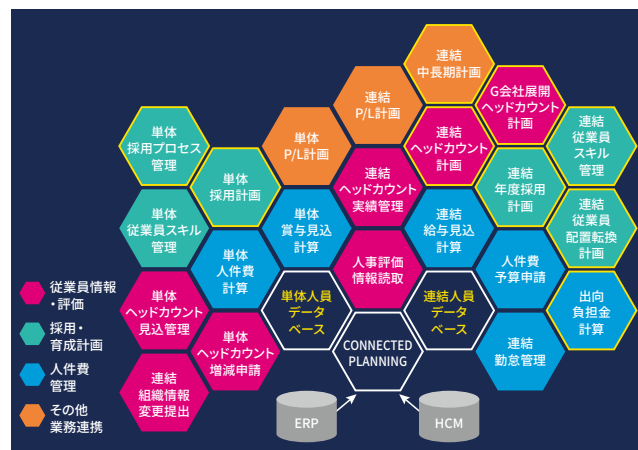 連結
中長期計画
連結
P/L計画
G会社展開
ヘッドカウント
計画
単体
採用プロセス
管理
単体
P/L計画
連結
ヘッドカウント
計画
連結
従業員
スキル
管理
単体
採用計画
連結
ヘッドカウント
実績管理
連結
年度採用
計画
単体
従業員スキル
管理
単体
賞与見込
計算
連結
給与見込
計算
連結
従業員
配置転換
計画
単体
人件費
計算
人事評価
情報読取
人件費
予算申請
単体
ヘッドカウント
見込管理
単体人員
データ
ベース
連結人員
データ
ベース
出向
負担金
計算
単体
ヘッドカウント
増減申請
CONNECTED
PLANNING
連結
勤怠管理
連結
組織情報
変更提出
従業員情報
・評価
採用・
育成計画
人件費
管理
その他
業務連携
ERP
HCM